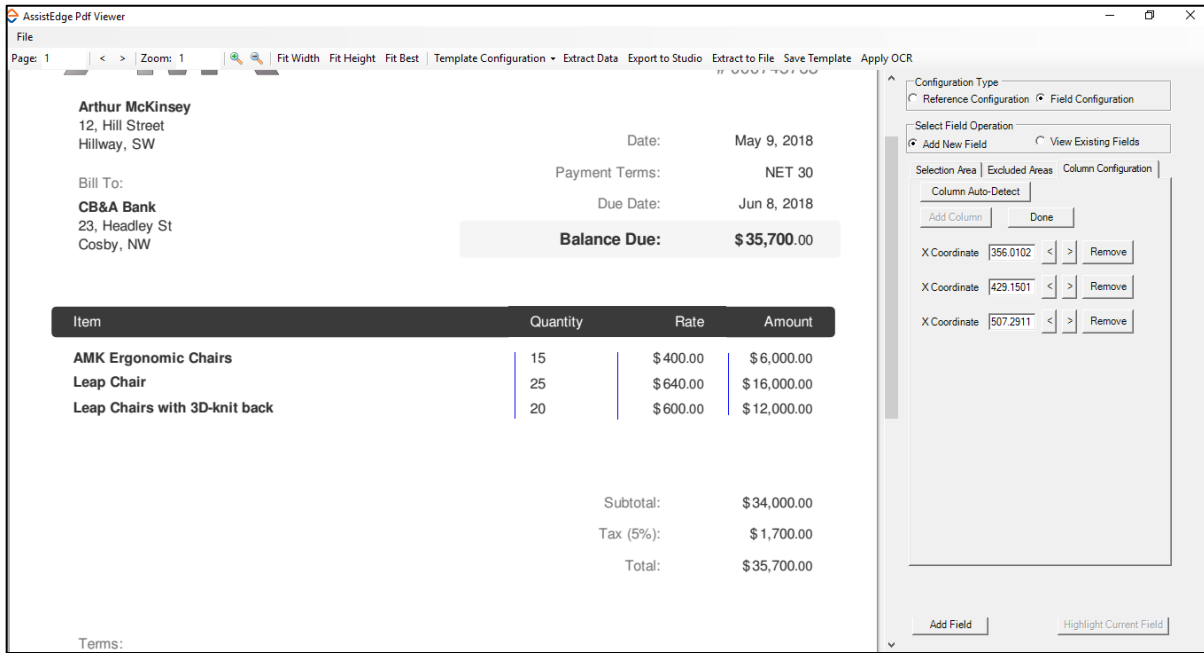 AssistEdge Pdf Viewer
File
Page: 1 < > Zoom: 1 Fit Width Fit Height Fit Best Template Configuration Extract Data Export to Studio Extract to File Save Template Apply OCR
Arthur McKinsey
12, Hill Street
Hillway, SW
Bill To:
CB&A Bank
23, Headley St
Cosby, NW
Date: May 9, 2018
Payment Terms: NET 30
Due Date: Jun 8, 2018
Balance Due: $35,700.00
Item Quantity Rate Amount
AMK Ergonomic Chairs 15 $400.00 $6,000.00
Leap Chair 25 $640.00 $16,000.00
Leap Chairs with 3D-knit back 20 $600.00 $12,000.00
Subtotal: $34,000.00
Tax (5%): $1,700.00
Total: $35,700.00
Terms:
Configuration Type
Reference Configuration Field Configuration
Select Field Operation
Add New Field View Existing Fields
Selection Area Excluded Areas Column Configuration
Column Auto-Detect
Add Column Done
X Coordinate 356.0102 < > Remove
X Coordinate 429.1501 < > Remove
X Coordinate 507.2911 < > Remove
Add Field Highlight Current Field